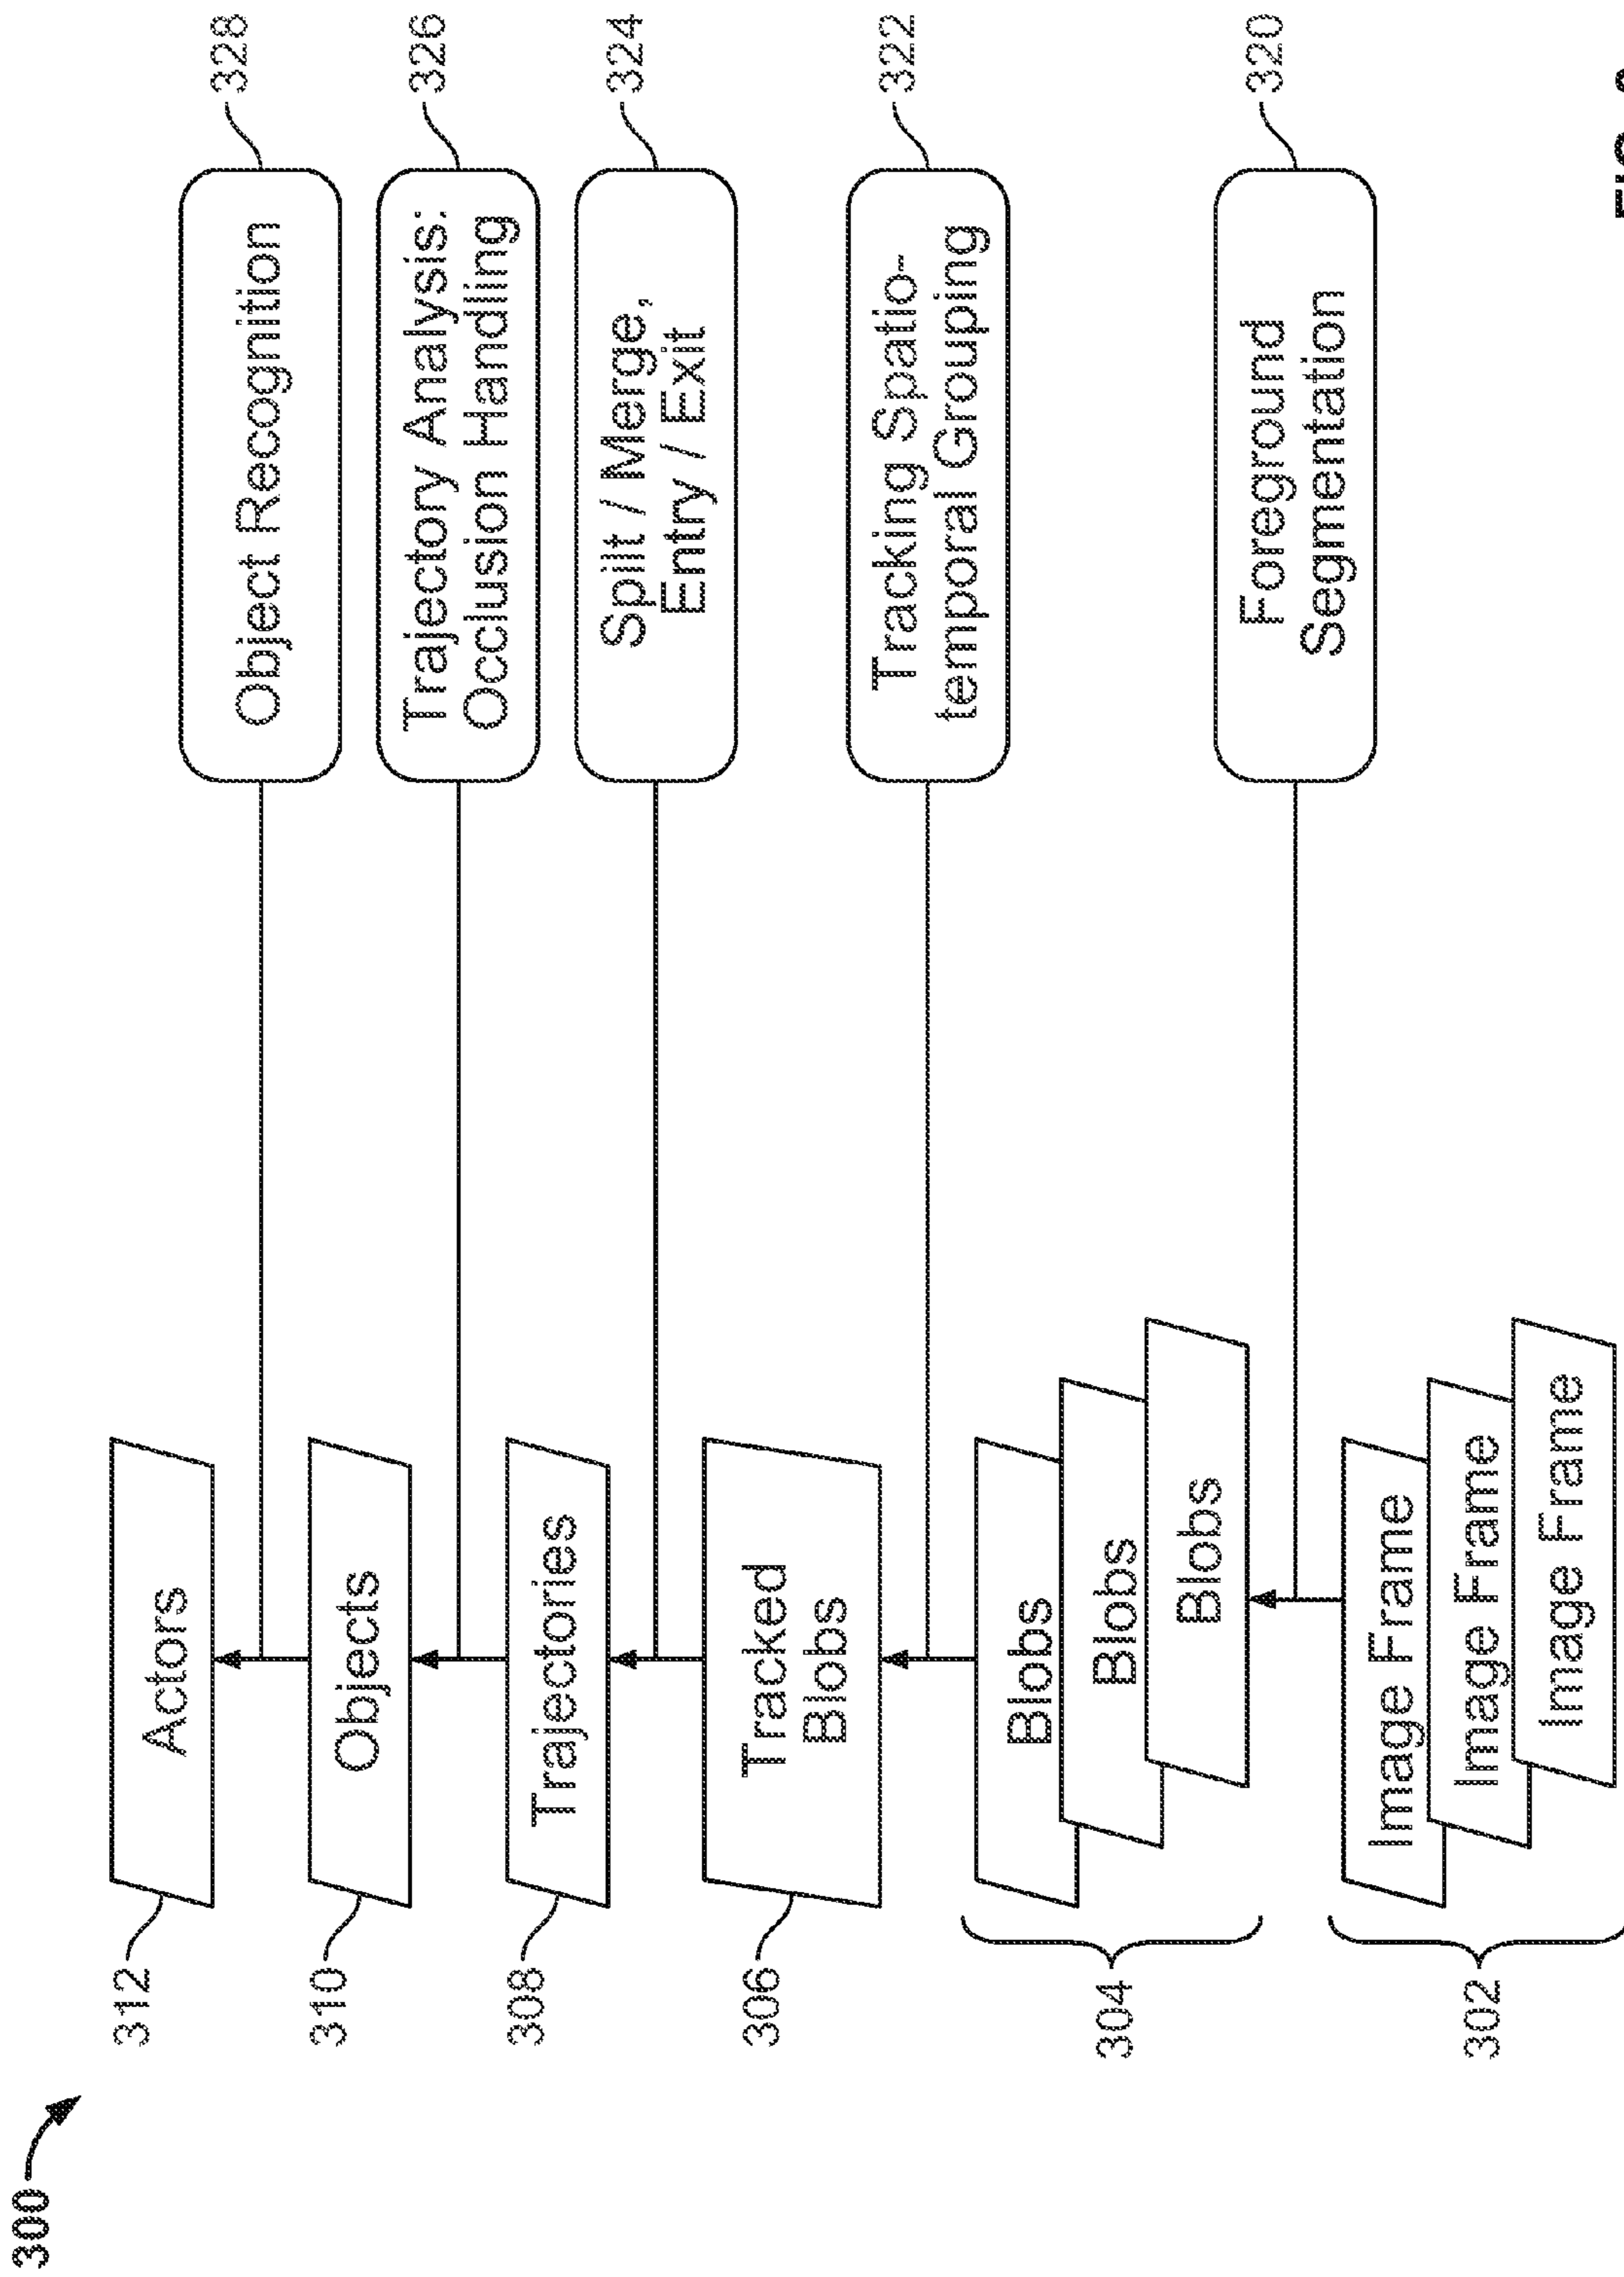 300
312
Actors
Object Recognition
328
310
Objects
Trajectory Analysis:
Occlusion Handling
326
308
Trajectories
Split / Merge,
Entry / Exit
324
306
Tracked
Blobs
Tracking Spatio-
temporal Grouping
322
304
Blobs
Blobs
Blobs
Foreground
Segmentation
320
302
Image Frame
Image Frame
Image Frame